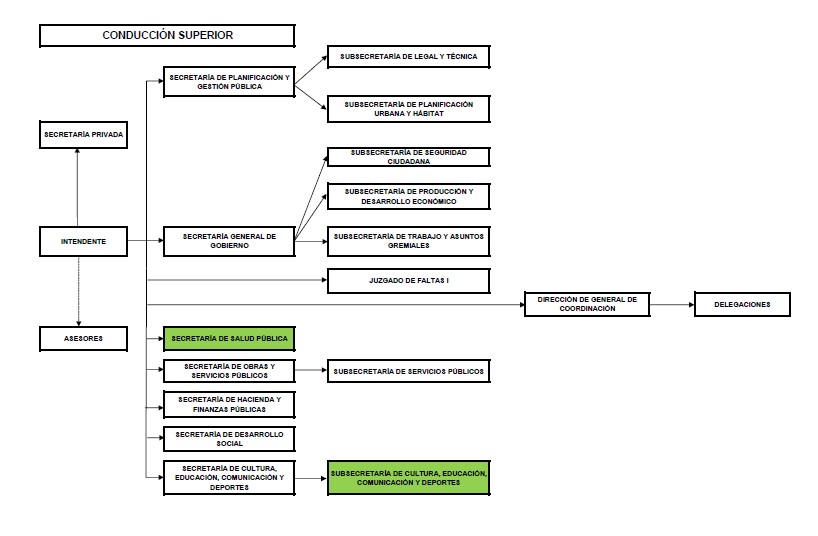 CONDUCCIÓN SUPERIOR
SUBSECRETARÍA DE LEGAL Y TÉCNICA
SECRETARÍA DE PLANIFICACIÓN Y
GESTIÓN PÚBLICA
SUBSECRETARÍA DE PLANIFICACIÓN
URBANA Y HÁBITAT
SECRETARÍA PRIVADA
SUBSECRETARÍA DE SEGURIDAD
CIUDADANA
SUBSECRETARÍA DE PRODUCCIÓN Y
DESARROLLO ECONÓMICO
INTENDENTE
SECRETARÍA GENERAL DE
GOBIERNO
SUBSECRETARÍA DE TRABAJO Y ASUNTOS
GREMIALES
JUZGADO DE FALTAS I
DIRECCIÓN DE GENERAL DE
COORDINACIÓN
DELEGACIONES
ASESORES
SECRETARÍA DE SALUD PÚBLICA
SECRETARÍA DE OBRAS Y
SERVICIOS PÚBLICOS
SUBSECRETARÍA DE SERVICIOS PÚBLICOS
SECRETARÍA DE HACIENDA Y
FINANZAS PÚBLICAS
SECRETARÍA DE DESARROLLO
SOCIAL
SECRETARÍA DE CULTURA,
EDUCACIÓN, COMUNICACIÓN Y
DEPORTES
SUBSECRETARÍA DE CULTURA, EDUCACIÓN,
COMUNICACIÓN Y DEPORTES